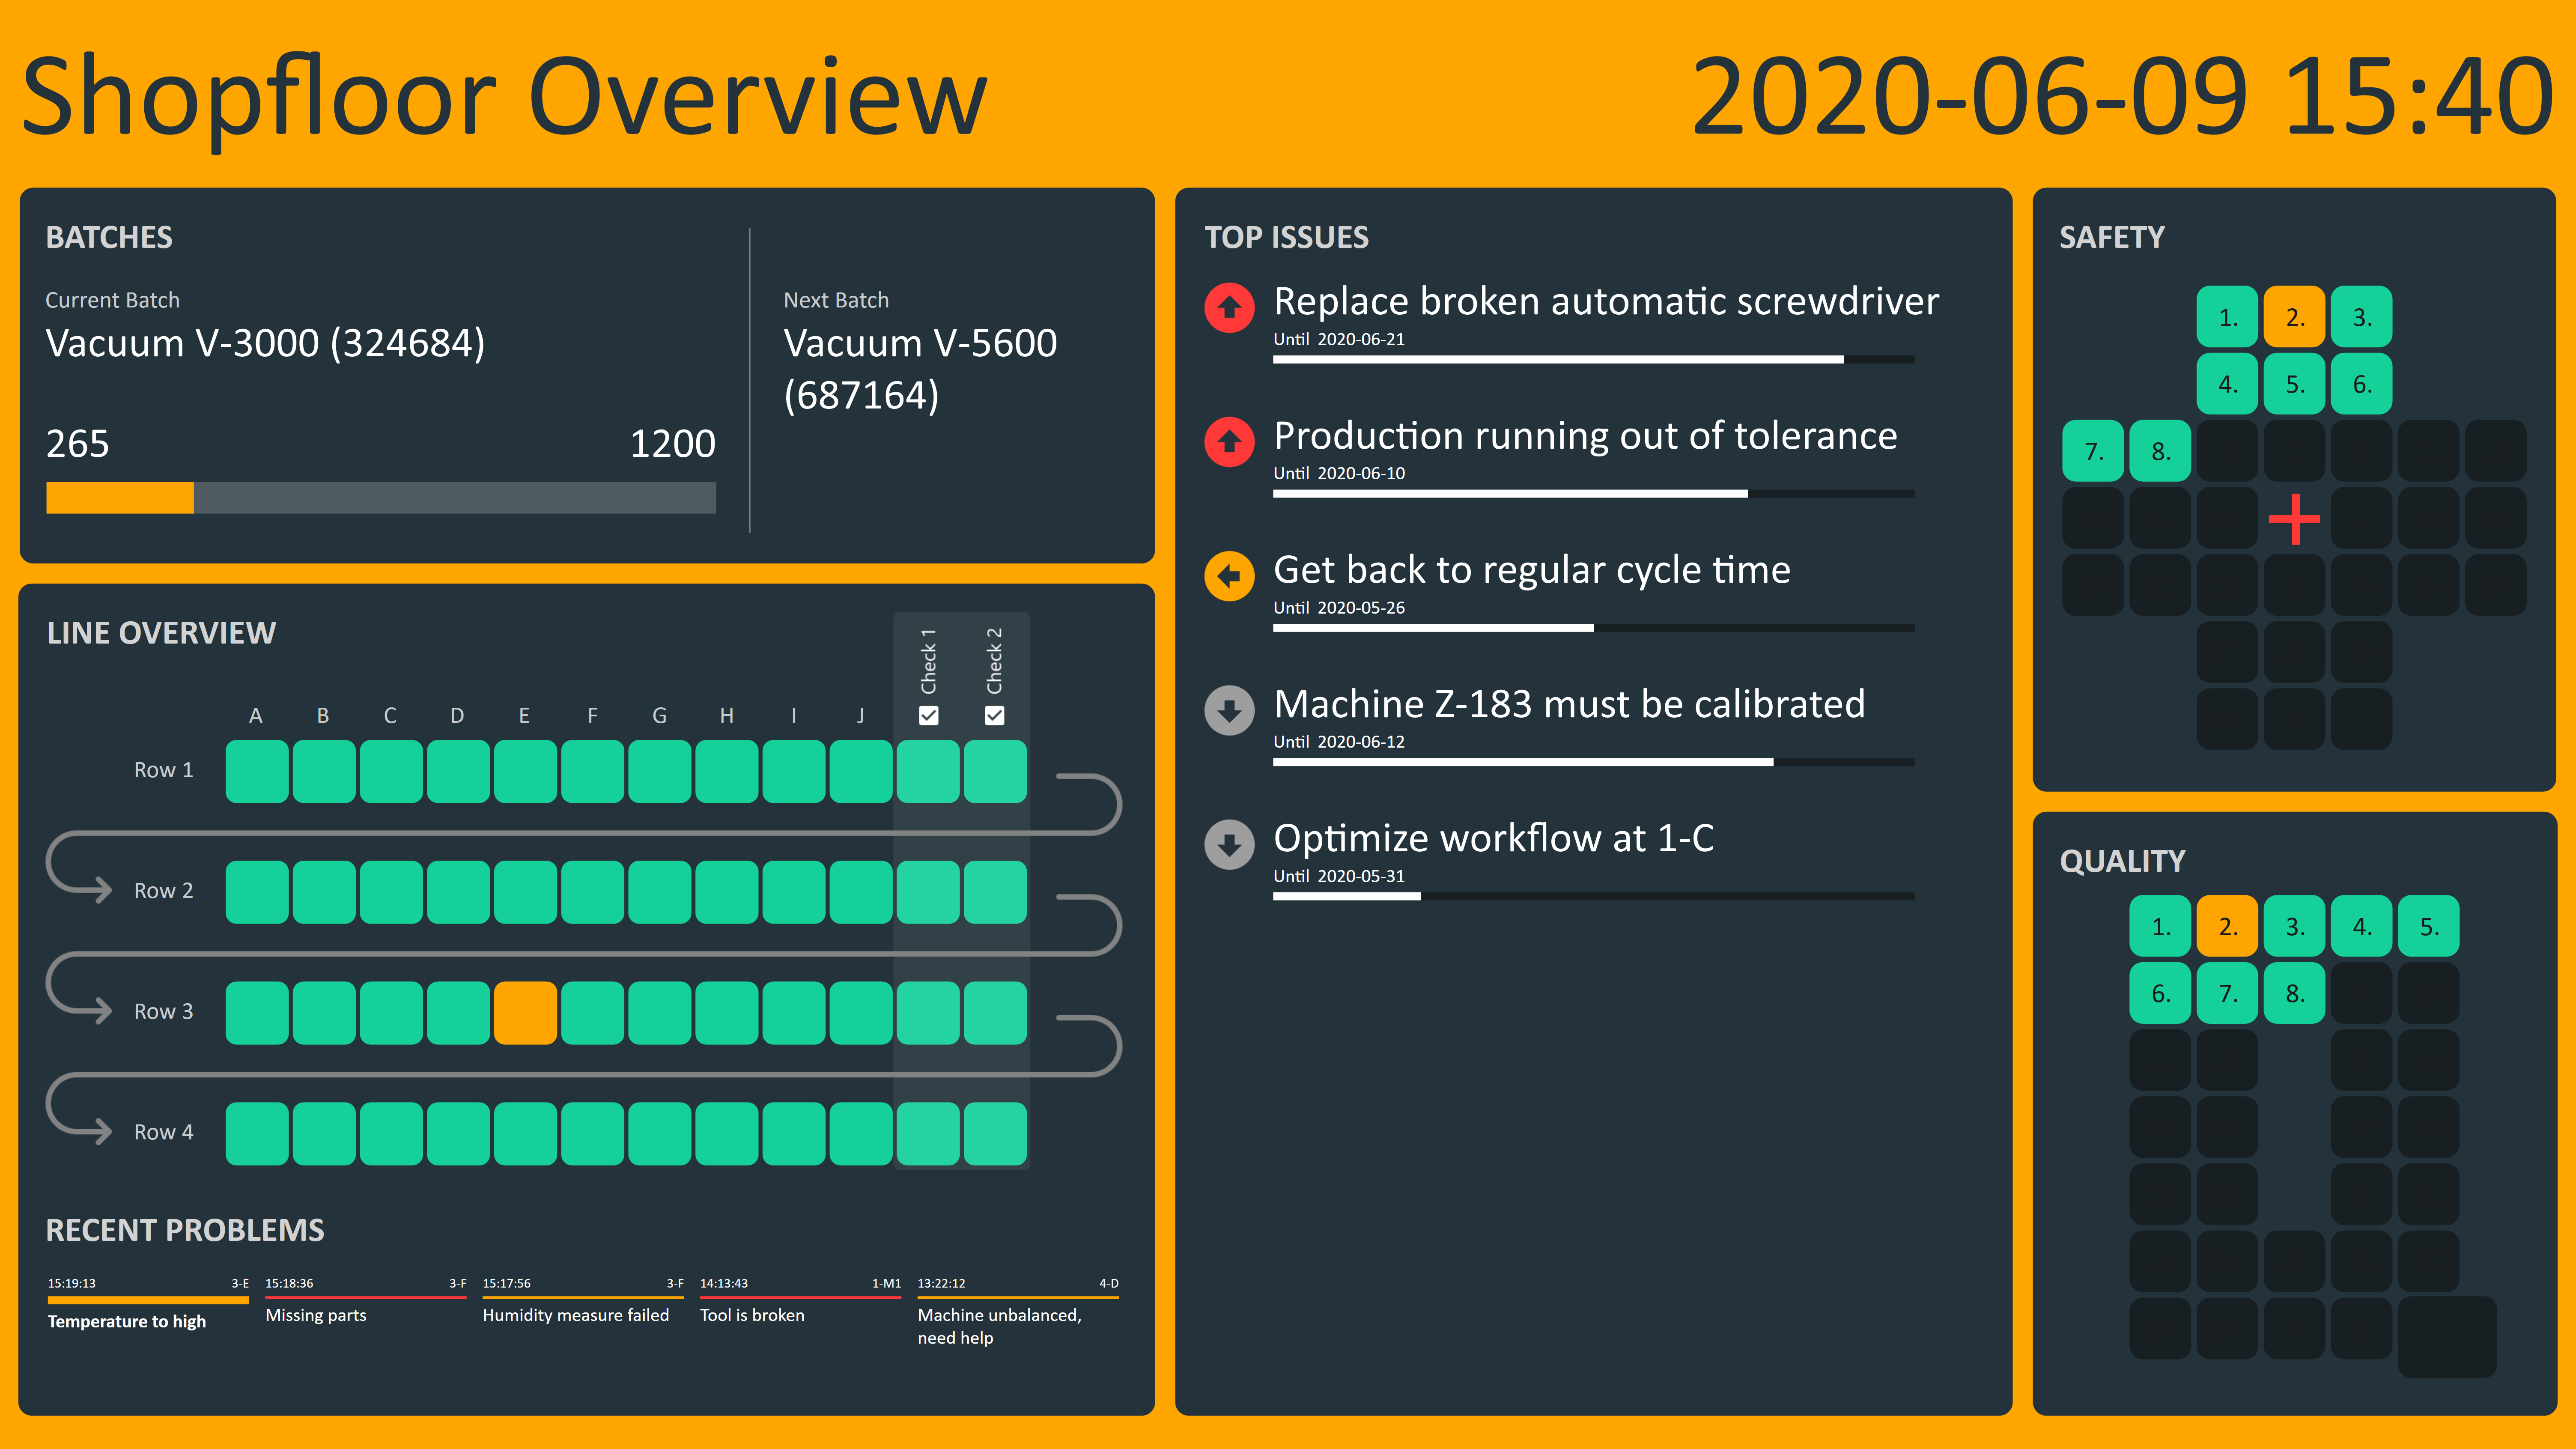 Shopfloor Overview
2020-06-09 15:40
BATCHES
Current Batch
Vacuum V-3000 (324684)
265
1200
Next Batch
Vacuum V-5600
(687164)
LINE OVERVIEW
Check 1
Check 2
A B C D E F G H I J
Row 1
Row 2
Row 3
Row 4
RECENT PROBLEMS
15:19:13 3-E
Temperature to high
15:18:36 3-F
Missing parts
15:17:56 3-F
Humidity measure failed
14:13:43 1-M1
Tool is broken
13:22:12 4-D
Machine unbalanced,
need help
TOP ISSUES
Replace broken automatic screwdriver
Until 2020-06-21
Production running out of tolerance
Until 2020-06-10
Get back to regular cycle time
Until 2020-05-26
Machine Z-183 must be calibrated
Until 2020-06-12
Optimize workflow at 1-C
Until 2020-05-31
SAFETY
1. 2. 3.
4. 5. 6.
7. 8.
QUALITY
1. 2. 3. 4. 5.
6. 7. 8.